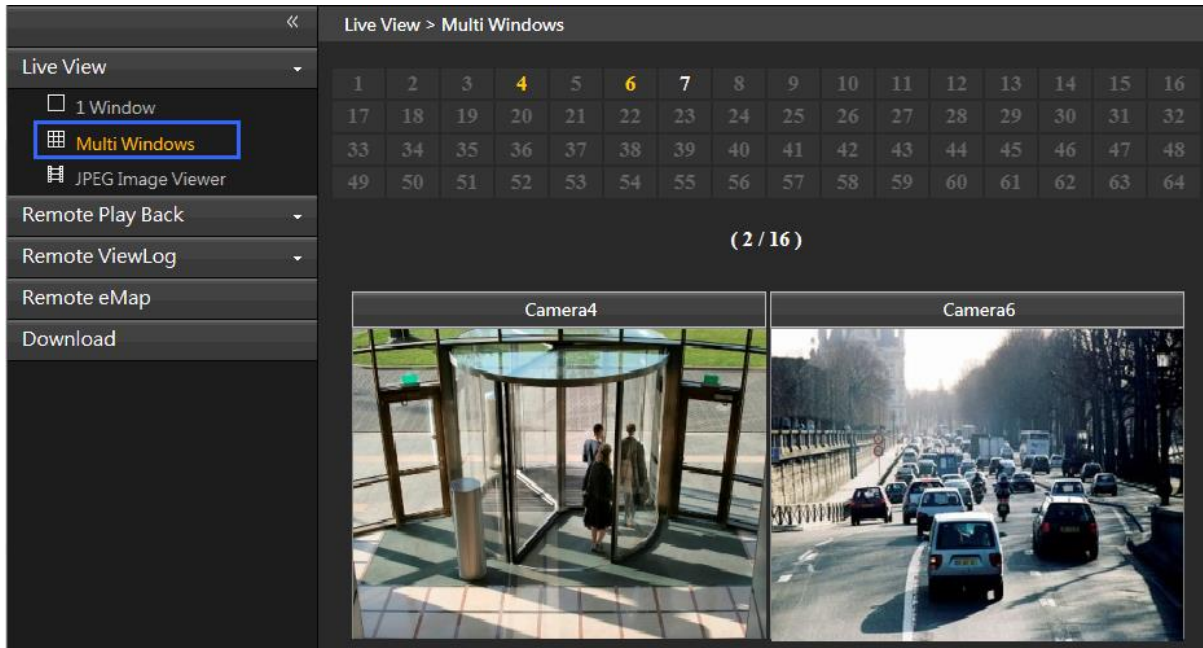 «
Live View > Multi Windows
Live View
1 Window
Multi Windows
JPEG Image Viewer
Remote Play Back
Remote ViewLog
Remote eMap
Download
1 2 3 4 5 6 7 8 9 10 11 12 13 14 15 16
17 18 19 20 21 22 23 24 25 26 27 28 29 30 31 32
33 34 35 36 37 38 39 40 41 42 43 44 45 46 47 48
49 50 51 52 53 54 55 56 57 58 59 60 61 62 63 64
( 2 / 16 )
Camera4 Camera6